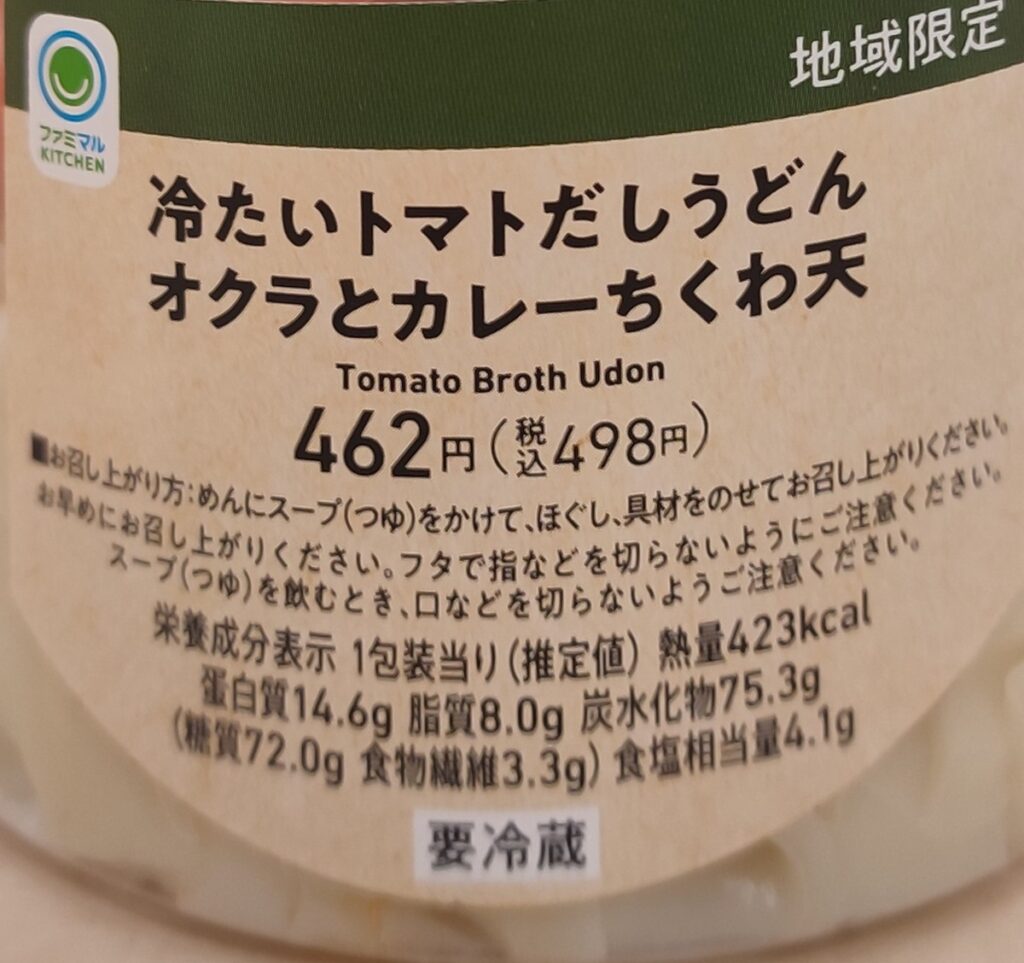 地域限定
ファミマル
KITCHEN
冷たいトマトだしうどん
オクラとカレーちくわ天
Tomato Broth Udon
462円(税込498円)
■お召し上がり方:めんにスープ(つゆ)をかけて、ほぐし、具材をのせてお召し上がりください。
お早めにお召し上がりください。フタで指などを切らないようにご注意ください。
スープ(つゆ)を飲むとき、口などを切らないようご注意ください。
栄養成分表示 1包装当り(推定値) 熱量423kcal
蛋白質14.6g 脂質8.0g 炭水化物75.3g
(糖質72.0g 食物繊維3.3g) 食塩相当量4.1g
要冷蔵